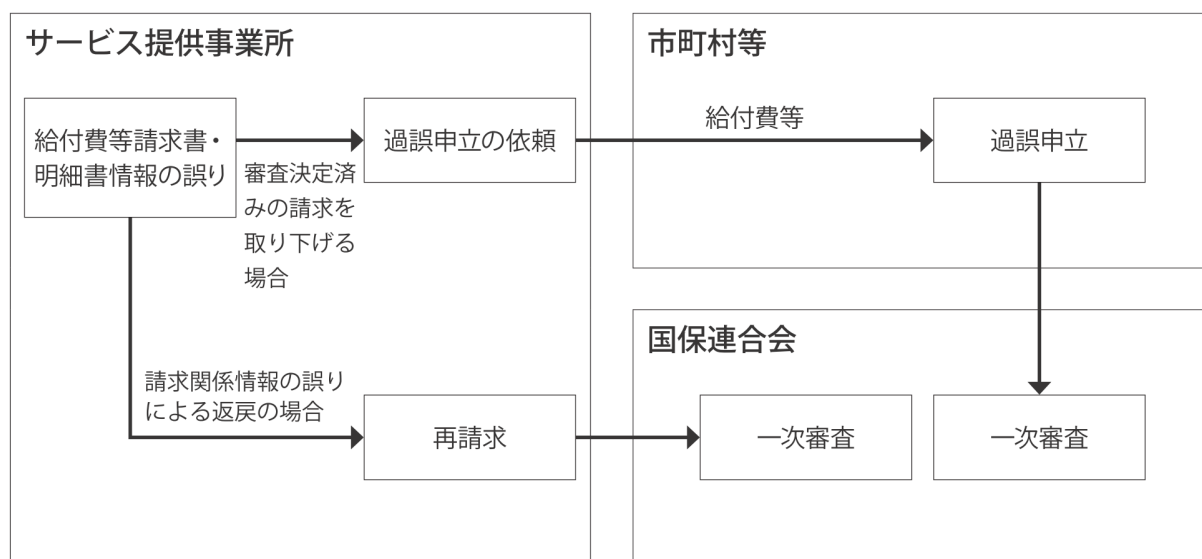 サービス提供事業所
給付費等請求書・
明細書情報の誤り
審査決定済
みの請求を
取り下げる
場合
過誤申立の依頼
請求関係情報の誤り
による返戻の場合
再請求
市町村等
給付費等
過誤申立
国保連合会
一次審査
一次審査